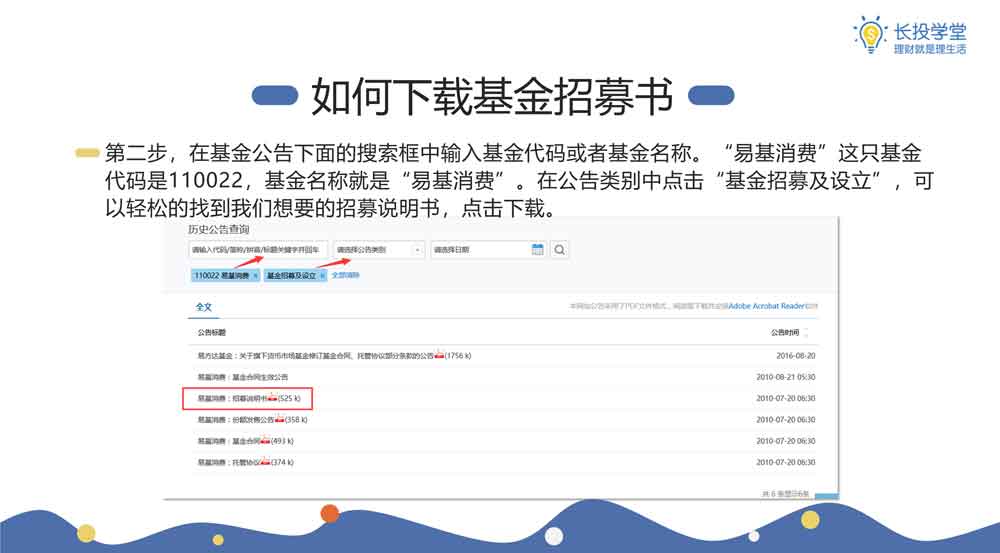 长投学堂
理财就是理生活
如何下载基金招募书
第二步，在基金公告下面的搜索框中输入基金代码或者基金名称。“易基消费”这只基金
代码是110022，基金名称就是“易基消费”。在公告类别中点击“基金招募及设立”，可
以轻松的找到我们想要的招募说明书，点击下载。
历史公告查询
请输入代码/简称/拼音/标题关键字并回车 请选择公告类别 请选择日期
110022 易基消费 × 基金招募及设立 × 全部清除
全文
本网站公告采用了PDF文件格式，阅读需下载并安装Adobe Acrobat Reader软件
公告标题 公告时间
易方达基金：关于旗下货币市场基金修订基金合同、托管协议部分条款的公告(1756 k) 2016-08-20
易基消费：基金合同生效公告 2010-08-21 05:30
易基消费：招募说明书(525 k) 2010-07-20 06:30
易基消费：份额发售公告(358 k) 2010-07-20 06:30
易基消费：基金合同(493 k) 2010-07-20 06:30
易基消费：托管协议(374 k) 2010-07-20 06:30
共 6 条显示6条